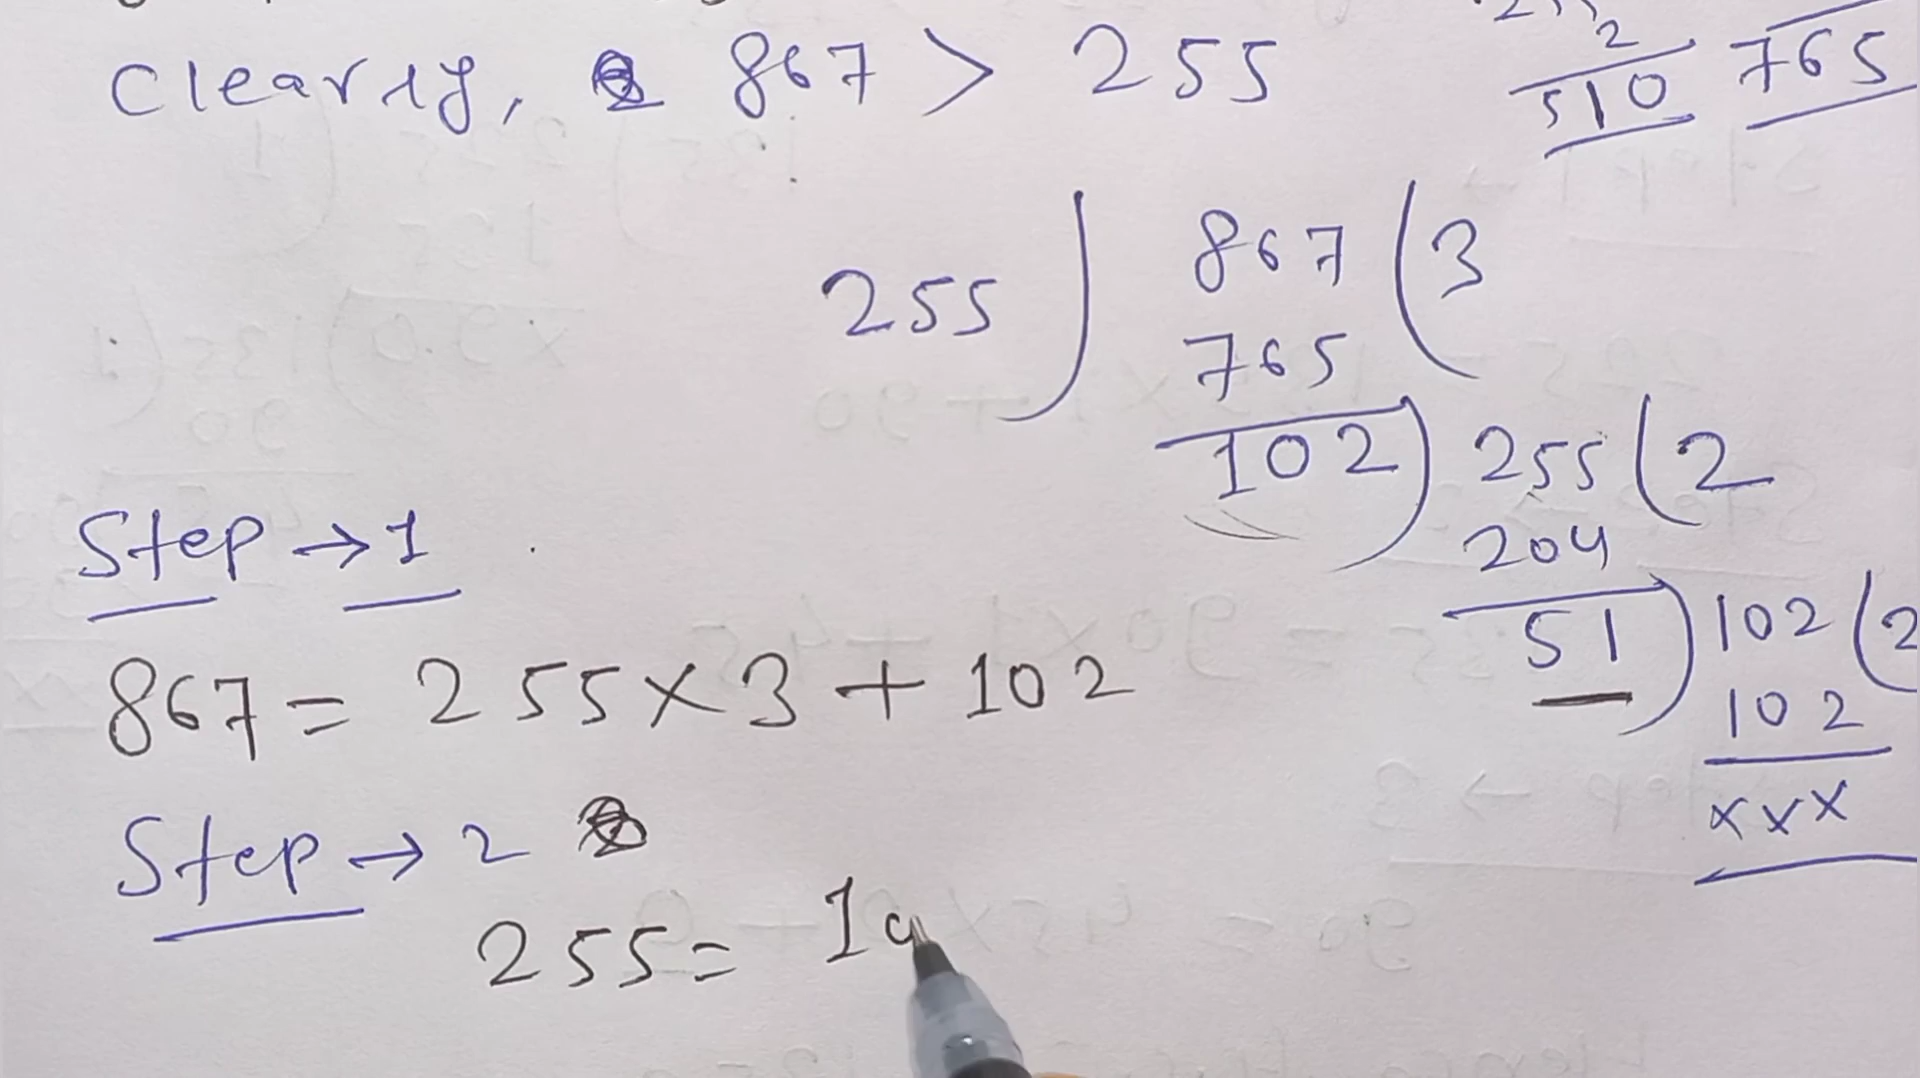 Clearly, 867 > 255
2
510
765
255 ) 867 ( 3
765
102 ) 255 ( 2
204
51 ) 102 ( 2
102
xxx
Step → 1
867 = 255 × 3 + 102
Step → 2
255 = 10